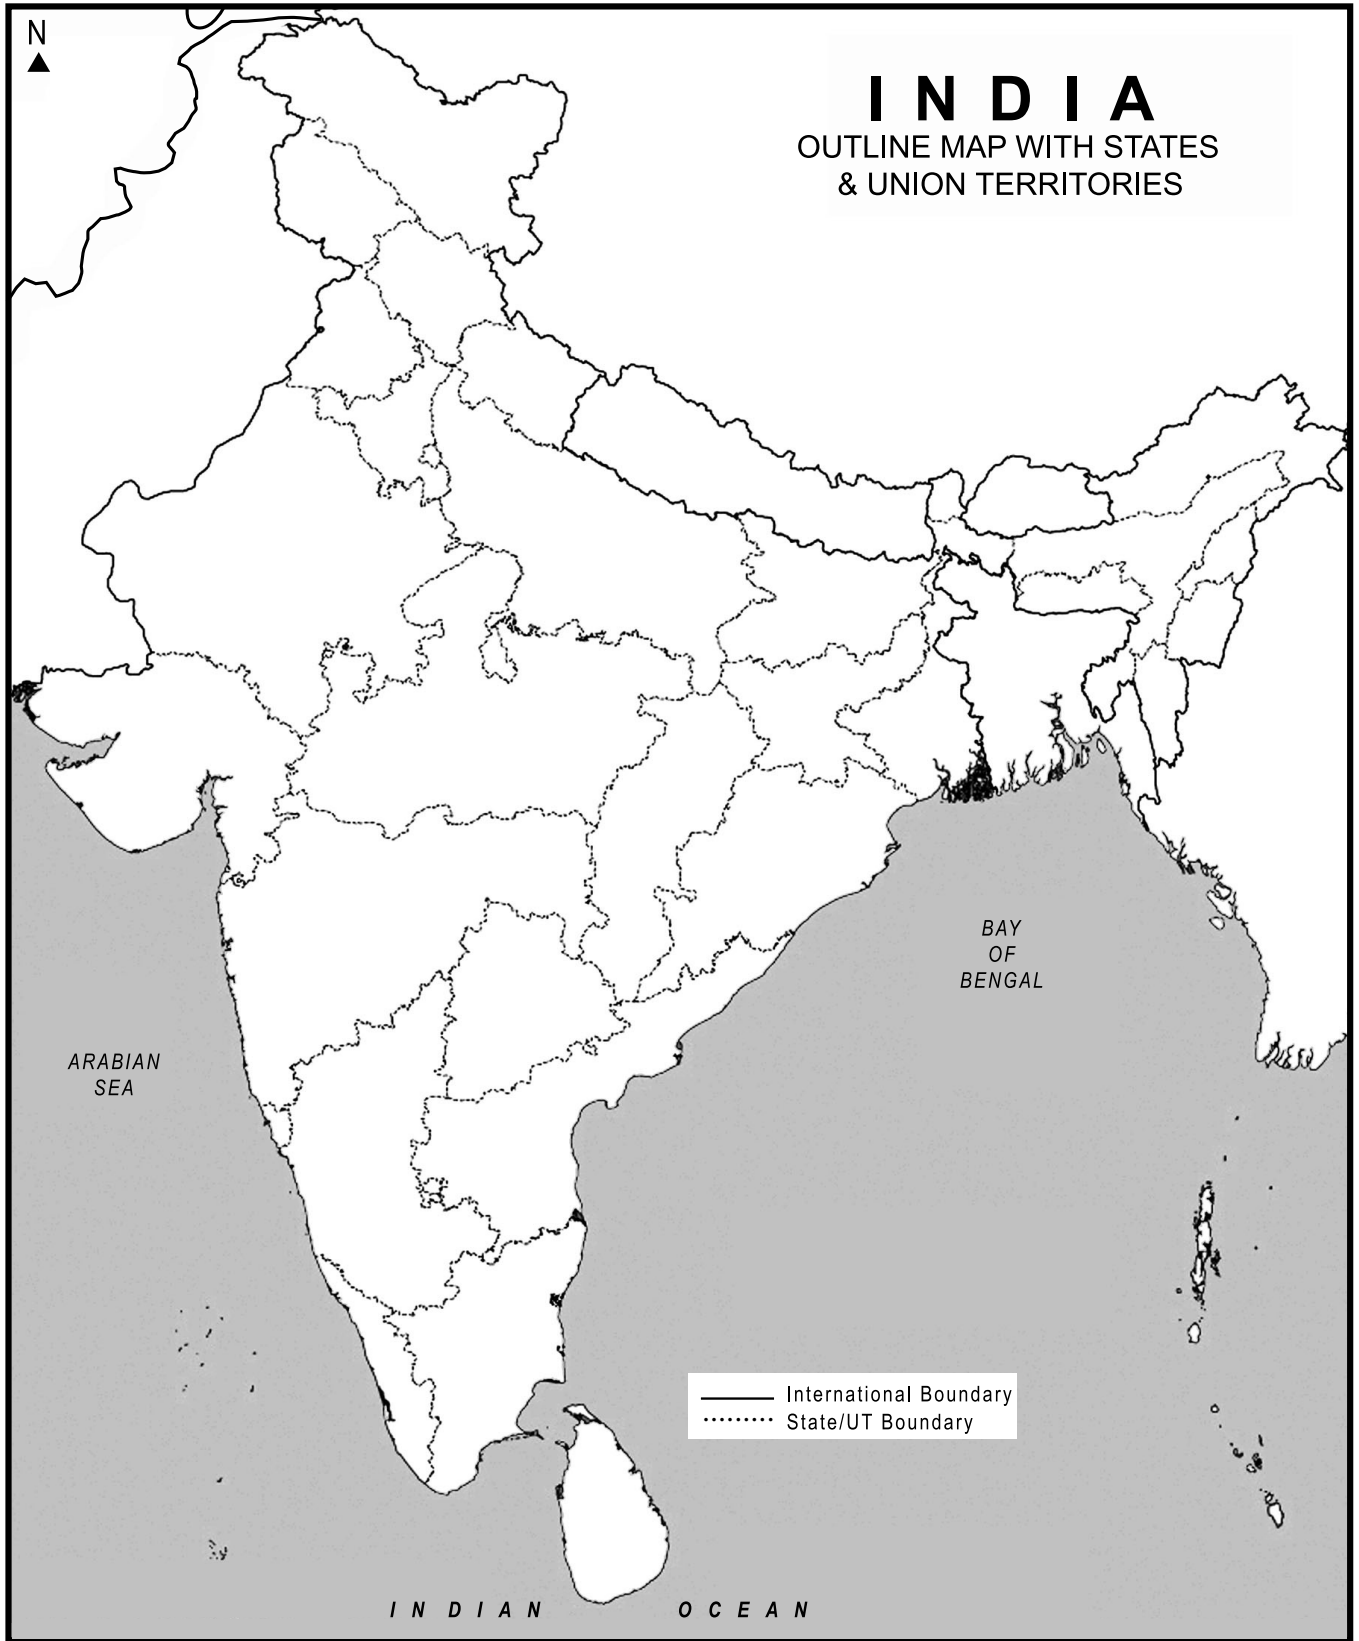 N
INDIA
OUTLINE MAP WITH STATES
& UNION TERRITORIES
BAY
OF
BENGAL
ARABIAN
SEA
International Boundary
State/UT Boundary
INDIAN OCEAN